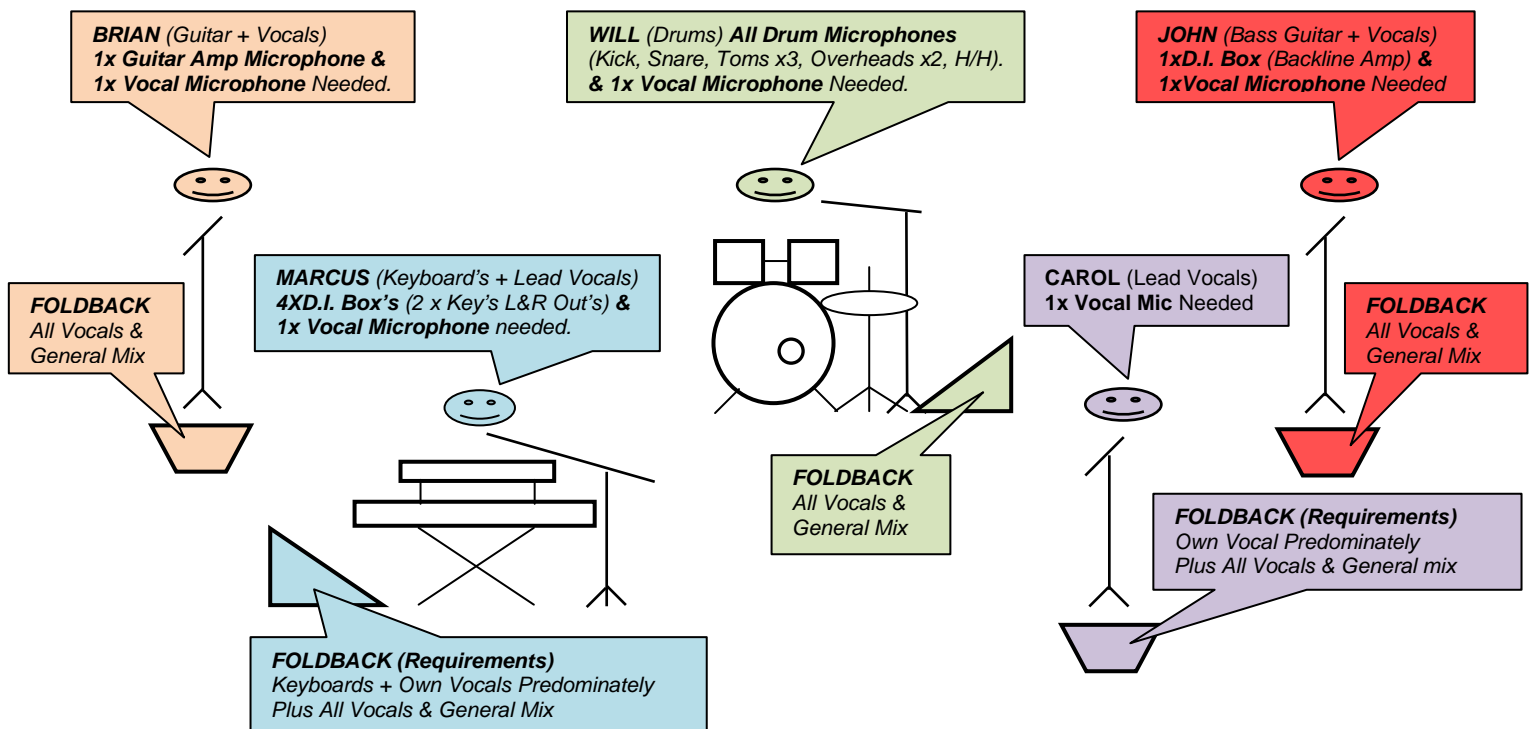 BRIAN (Guitar + Vocals)
1x Guitar Amp Microphone &
1x Vocal Microphone Needed.
WILL (Drums) All Drum Microphones
(Kick, Snare, Toms x3, Overheads x2, H/H).
& 1x Vocal Microphone Needed.
JOHN (Bass Guitar + Vocals)
1xD.I. Box (Backline Amp) &
1xVocal Microphone Needed
MARCUS (Keyboard's + Lead Vocals)
4XD.I. Box's (2 x Key's L&R Out's) &
1x Vocal Microphone needed.
CAROL (Lead Vocals)
1x Vocal Mic Needed
FOLDBACK
All Vocals &
General Mix
FOLDBACK
All Vocals &
General Mix
FOLDBACK
All Vocals &
General Mix
FOLDBACK (Requirements)
Own Vocal Predominately
Plus All Vocals & General mix
FOLDBACK (Requirements)
Keyboards + Own Vocals Predominately
Plus All Vocals & General Mix